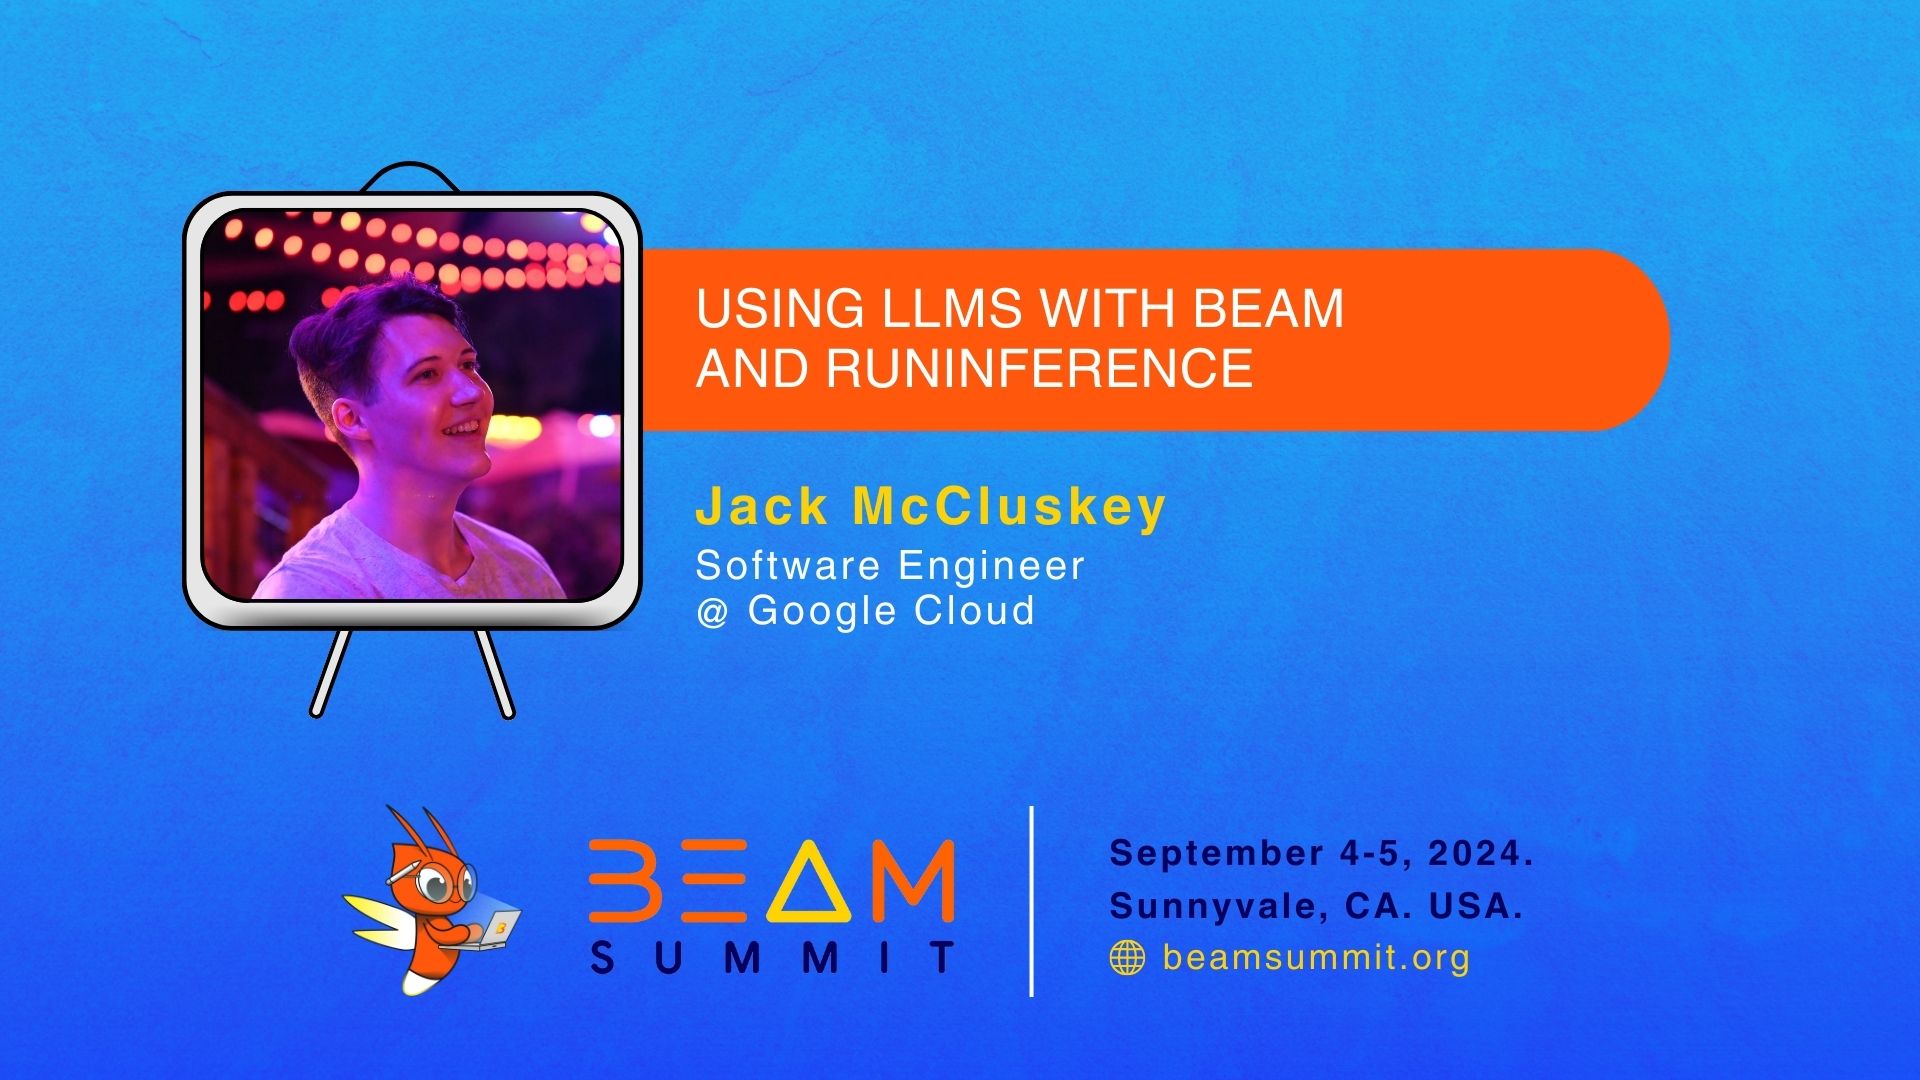 USING LLMS WITH BEAM
AND RUNINFERENCE
Jack McCluskey
Software Engineer
@ Google Cloud
BEAM
SUMMIT
September 4-5, 2024.
Sunnyvale, CA. USA.
beamsummit.org